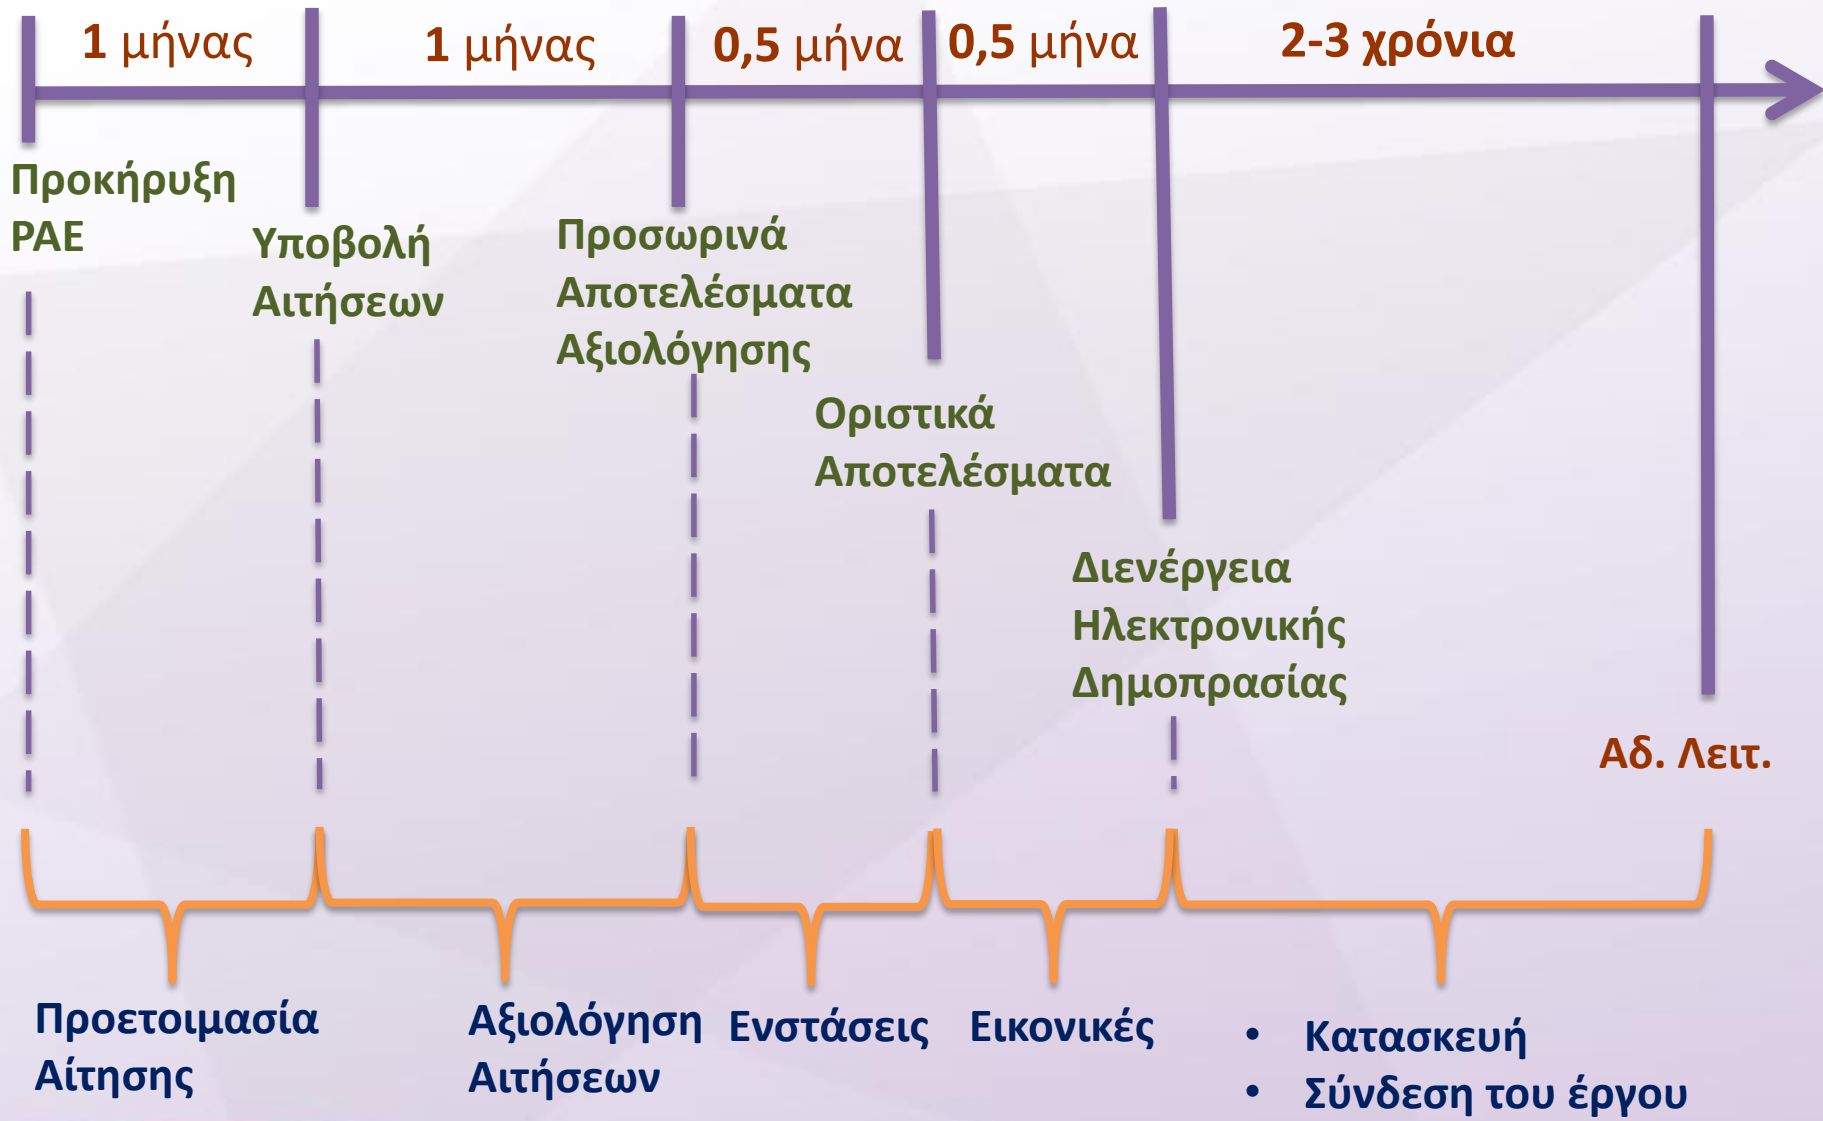 1 μήνας
1 μήνας
0,5 μήνα
0,5 μήνα
2-3 χρόνια
Προκήρυξη
ΡΑΕ
Υποβολή
Αιτήσεων
Προσωρινά
Αποτελέσματα
Αξιολόγησης
Οριστικά
Αποτελέσματα
Διενέργεια
Ηλεκτρονικής
Δημοπρασίας
Αδ. Λειτ.
Προετοιμασία
Αίτησης
Αξιολόγηση
Αιτήσεων
Ενστάσεις
Εικονικές
• Κατασκευή
• Σύνδεση του έργου